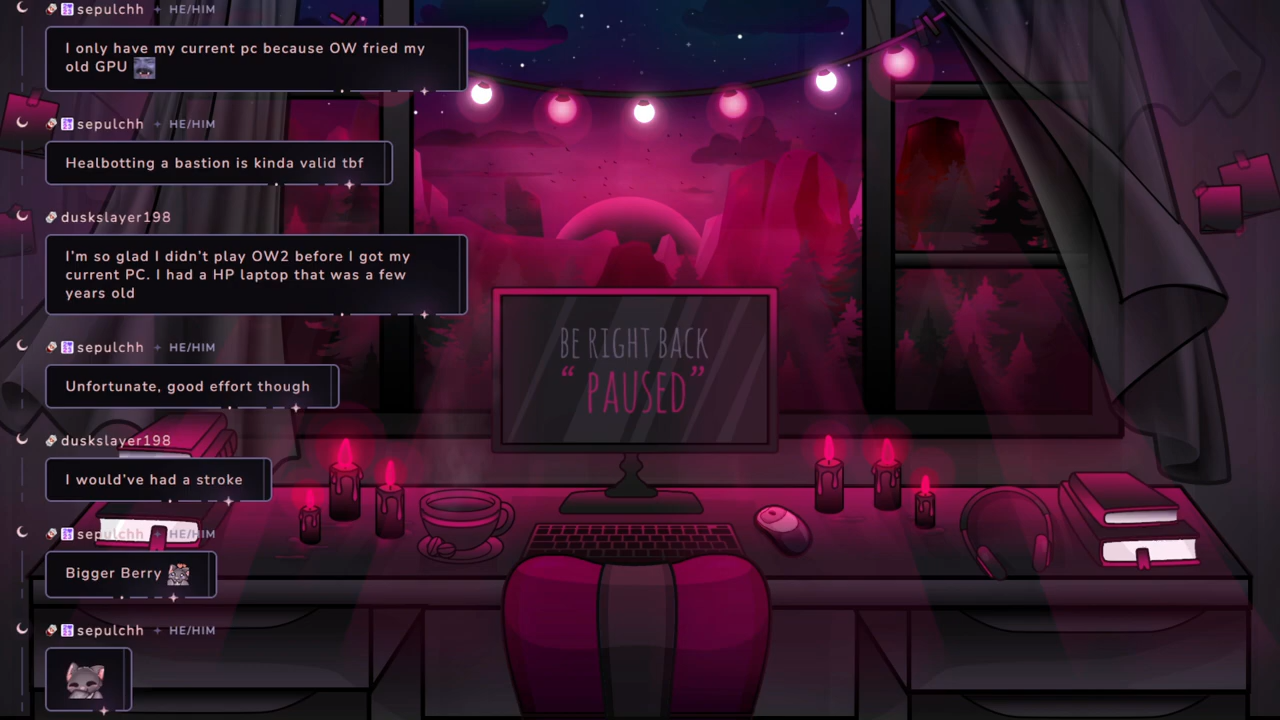 sepulchh HE/HIM
I only have my current pc because OW fried my
old GPU
sepulchh HE/HIM
Healbotting a bastion is kinda valid tbf
duskslayer198
I'm so glad I didn't play OW2 before I got my
current PC. I had a HP laptop that was a few
years old
sepulchh HE/HIM
Unfortunate, good effort though
duskslayer198
I would've had a stroke
sepulchh HE/HIM
Bigger Berry
sepulchh HE/HIM
BE RIGHT BACK
“ PAUSED”